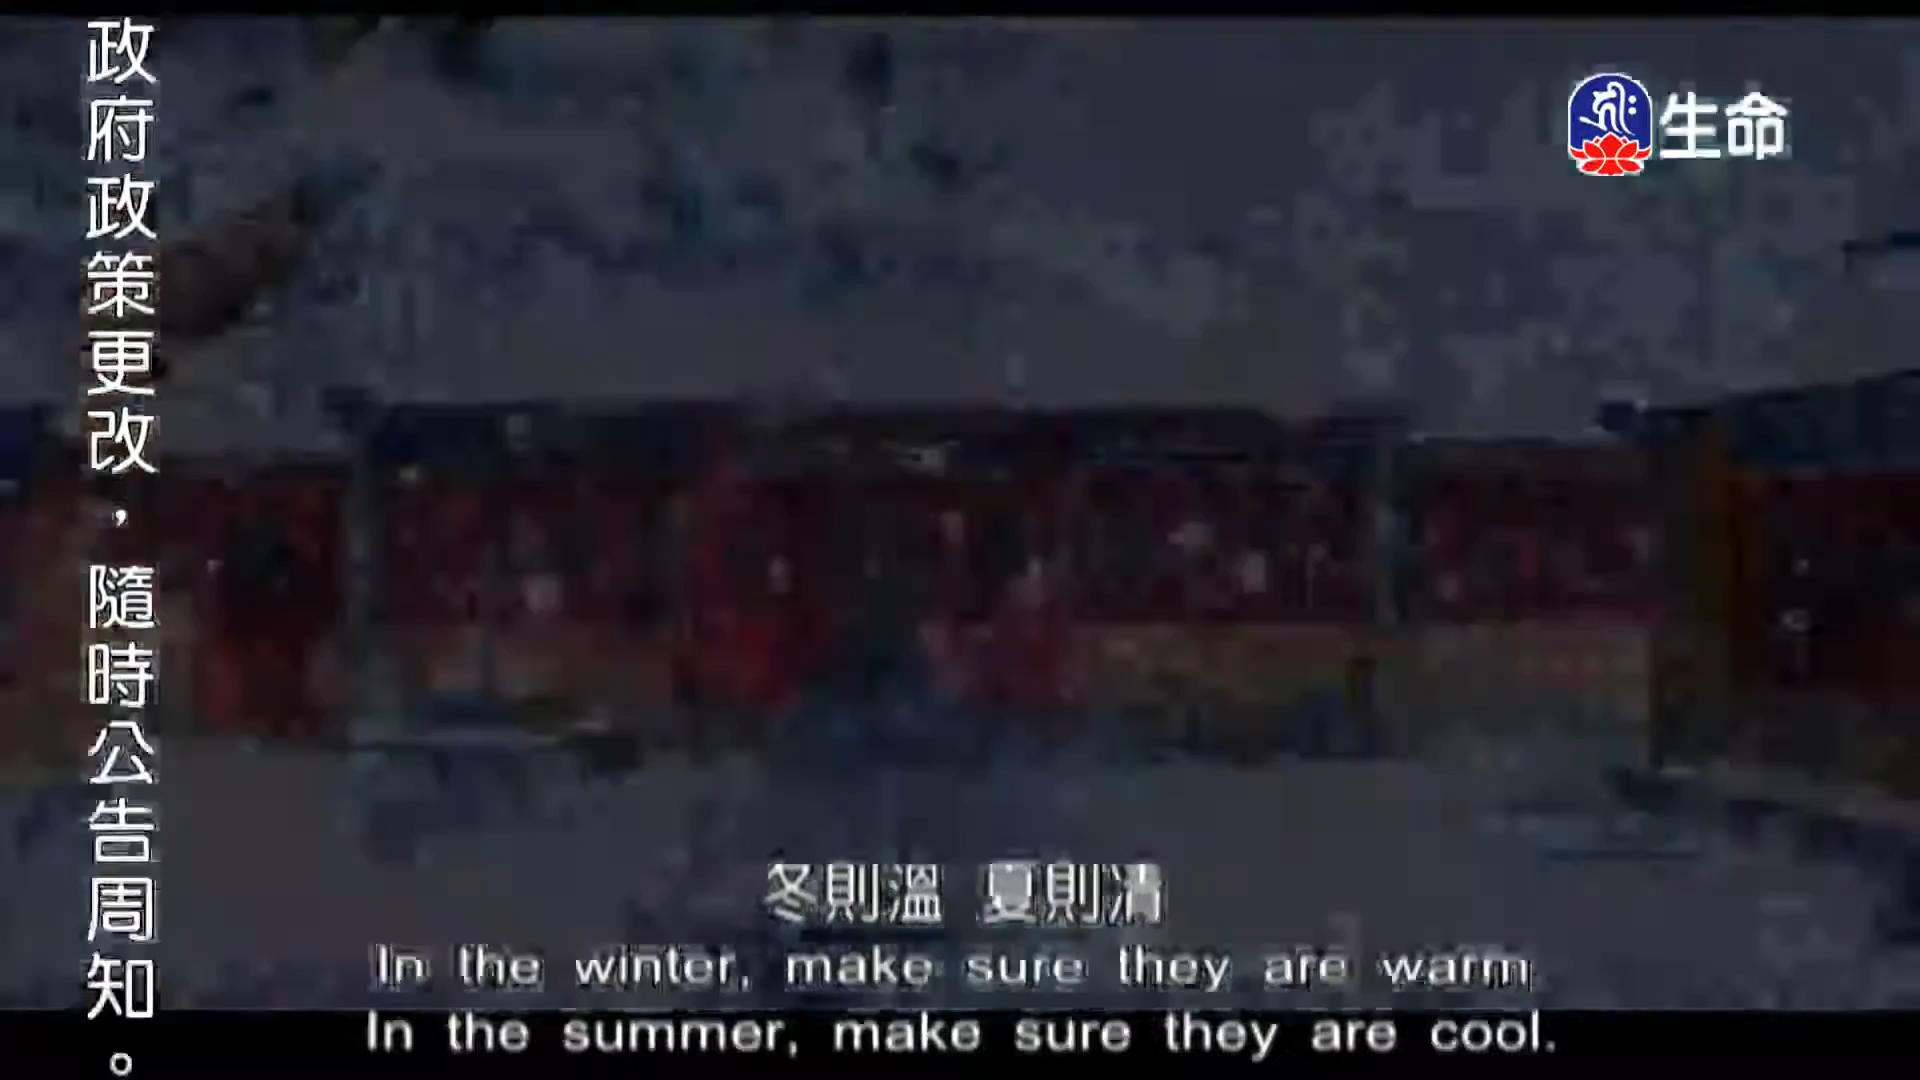 政府政策更改，隨時公告周知。
生命
冬則溫 夏則清
In the winter, make sure they are warm.
In the summer, make sure they are cool.